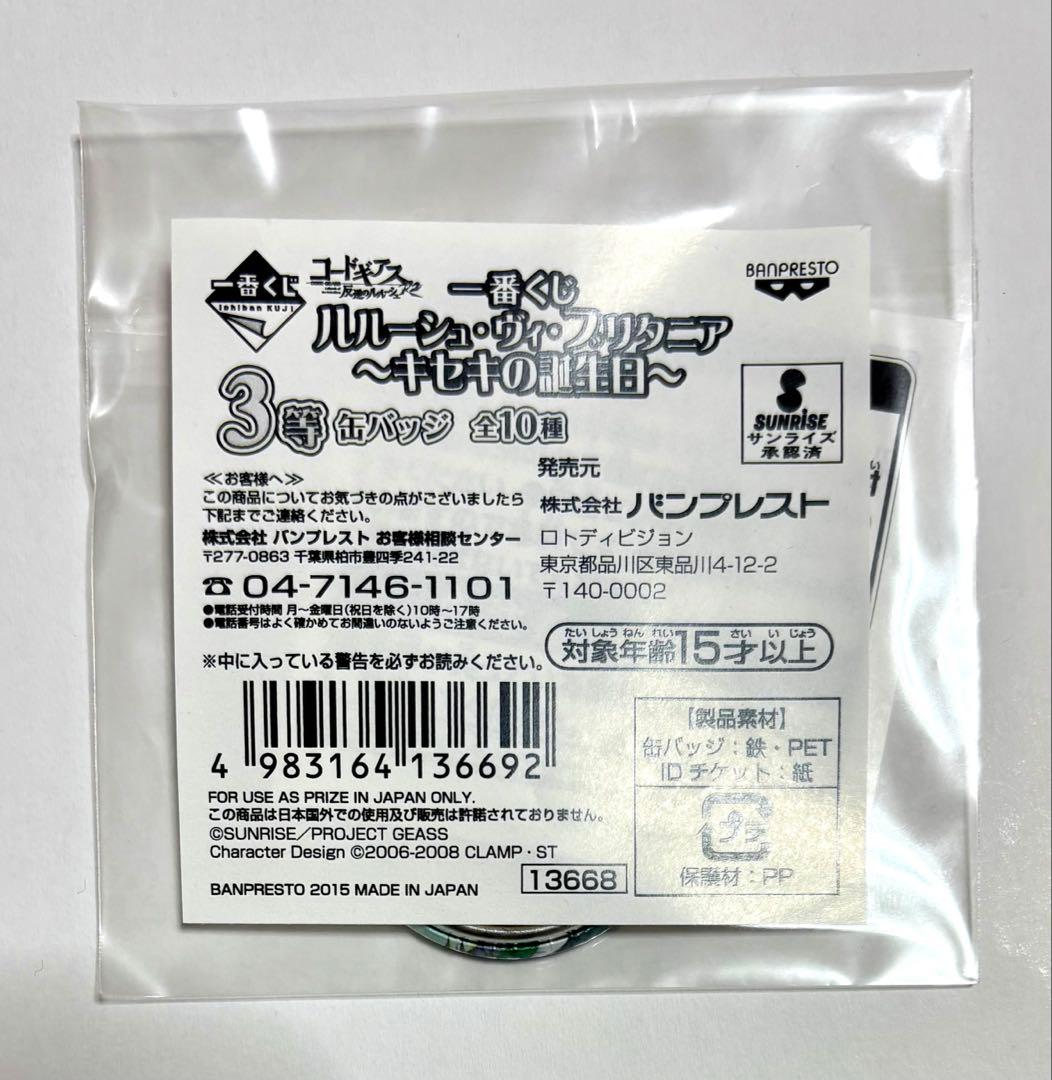 一番くじ
Ichiban KUJI
コードギアス
反逆のルルーシュR2
一番くじ
ルルーシュ・ヴィ・ブリタニア
～キセキの誕生日～
BANPRESTO
3等 缶バッジ 全10種
SUNRISE
サンライズ
承認済
≪お客様へ≫
この商品についてお気づきの点がございましたら
下記までご連絡ください。
株式会社 バンプレスト お客様相談センター
〒277-0863 千葉県柏市豊四季241-22
☎04-7146-1101
●電話受付時間 月～金曜日(祝日を除く)10時～17時
●電話番号はよく確かめてお間違いのないようご注意ください。
発売元
株式会社 バンプレスト
ロトディビジョン
東京都品川区東品川4-12-2
〒140-0002
たいしょうねんれい さい いじょう
対象年齢15才以上
※中に入っている警告を必ずお読みください。
4 983164 136692
FOR USE AS PRIZE IN JAPAN ONLY.
この商品は日本国外での使用及び販売は許諾されておりません。
©SUNRISE／PROJECT GEASS
Character Design ©2006-2008 CLAMP・ST
BANPRESTO 2015 MADE IN JAPAN
13668
【製品素材】
缶バッジ：鉄・PET
IDチケット：紙
プラ
保護材：PP